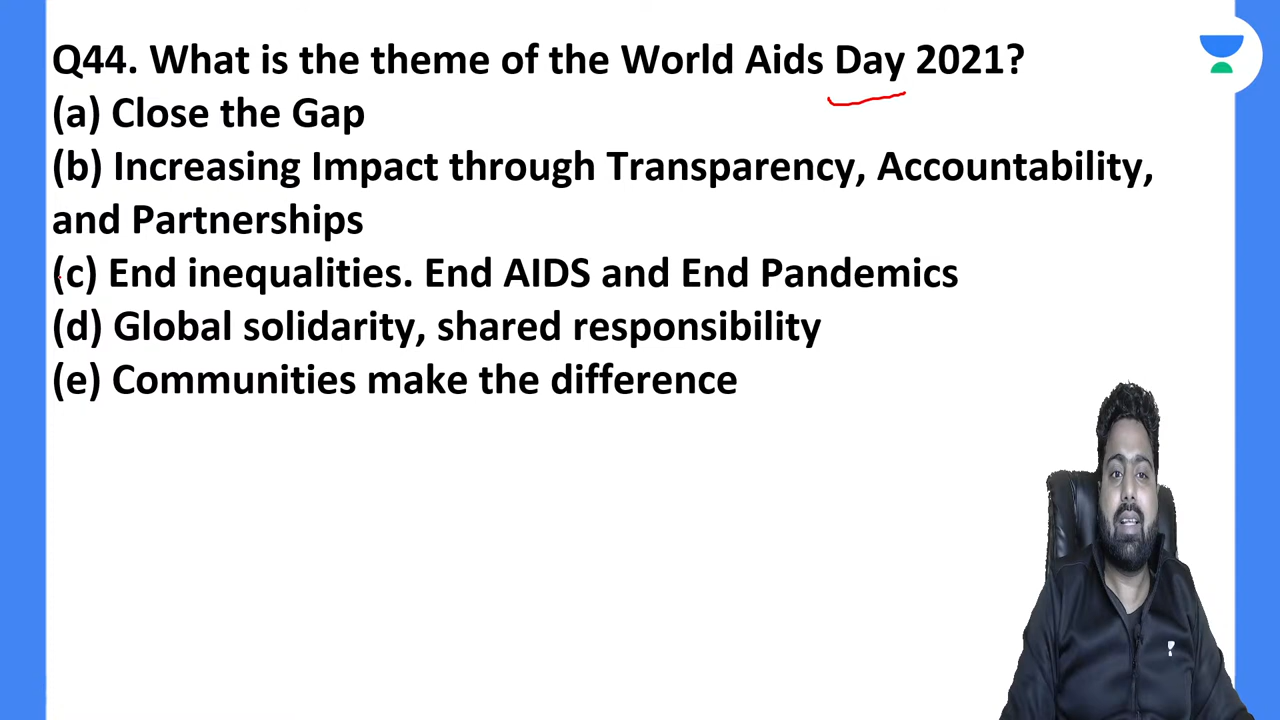 Q44. What is the theme of the World Aids Day 2021?
(a) Close the Gap
(b) Increasing Impact through Transparency, Accountability,
and Partnerships
(c) End inequalities. End AIDS and End Pandemics
(d) Global solidarity, shared responsibility
(e) Communities make the difference